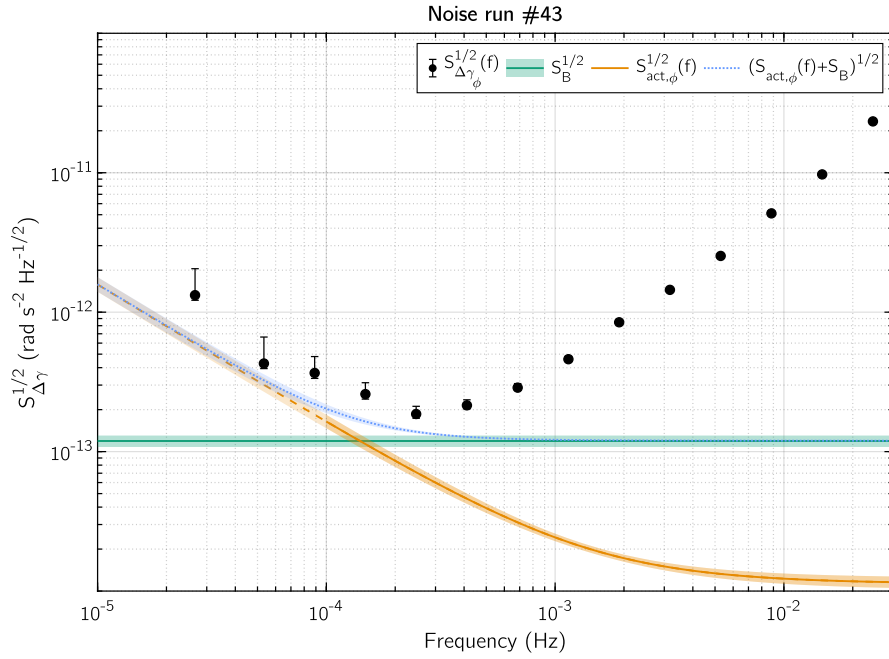 Noise run #43
S^{1/2}_{Δγ_ϕ}(f) S_B^{1/2} S^{1/2}_{act,ϕ}(f) (S_{act,ϕ}(f)+S_B)^{1/2}
10^{-11}
10^{-12}
10^{-13}
S^{1/2}_{Δγ} (rad s^{-2} Hz^{-1/2})
10^{-5} 10^{-4} 10^{-3} 10^{-2}
Frequency (Hz)